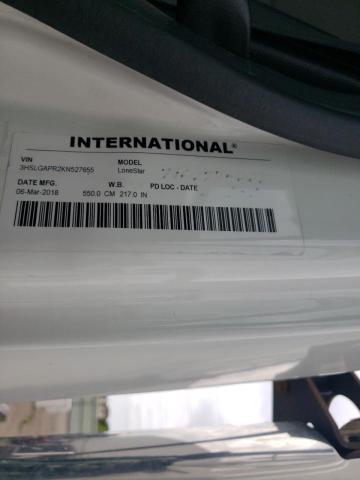 INTERNATIONAL®
VIN MODEL
3HSLGAPR2KN527655 LoneStar
DATE MFG. W.B. PD LOC - DATE
06-Mar-2018 550.0 CM 217.0 IN